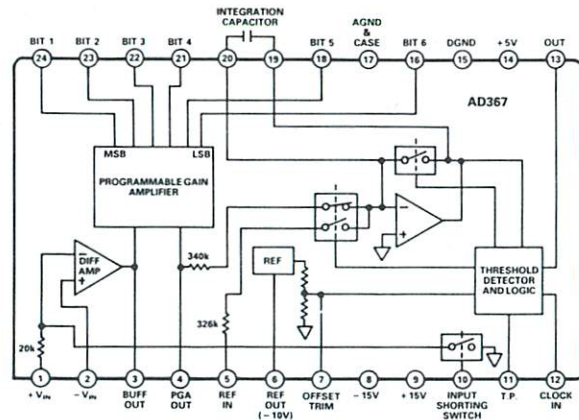 INTEGRATION
CAPACITOR
AGND
&
CASE
BIT 1
BIT 2
BIT 3
BIT 4
BIT 5
BIT 6
DGND
+5V
OUT
24
23
22
21
20
19
18
17
16
15
14
13
AD367
MSB
LSB
PROGRAMMABLE GAIN
AMPLIFIER
DIFF
AMP
340k
REF
THRESHOLD
DETECTOR
AND LOGIC
326k
20k
1
2
3
4
5
6
7
8
9
10
11
12
+ VIN
− VIN
BUFF
OUT
PGA
OUT
REF
IN
REF
OUT
(−10V)
OFFSET
TRIM
−15V
+15V
INPUT
SHORTING
SWITCH
T.P.
CLOCK
IN